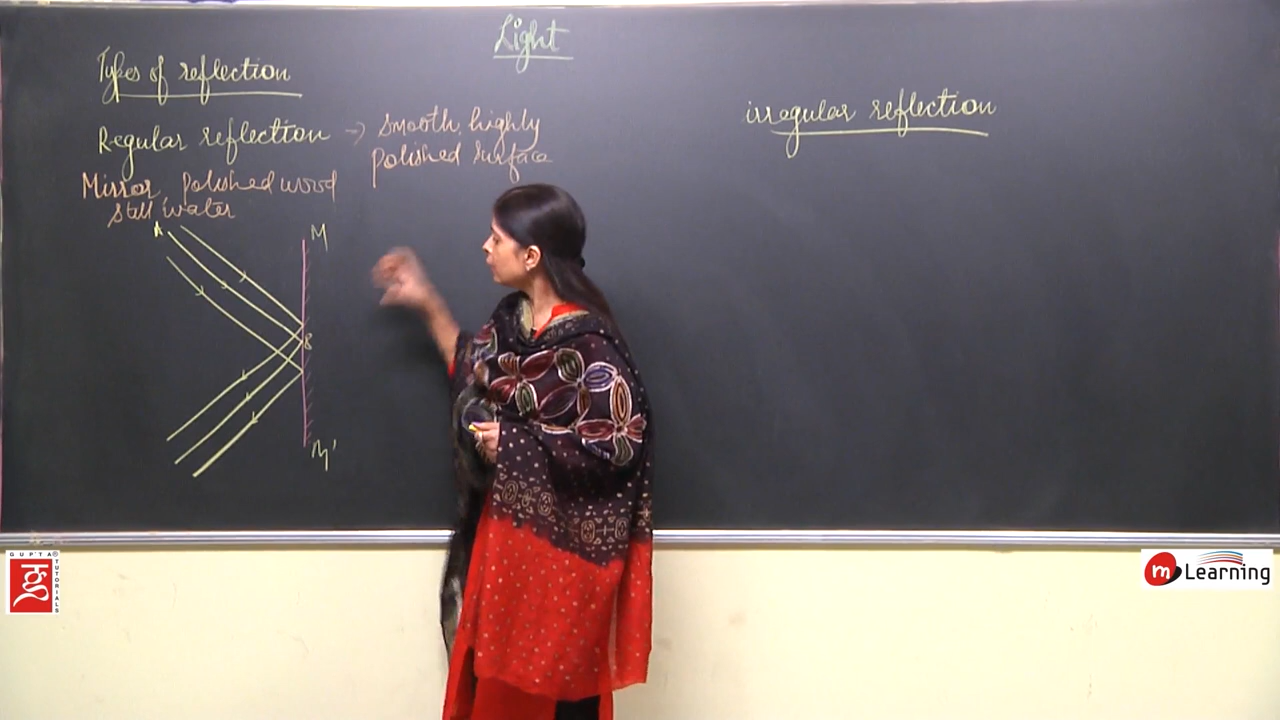 Light
Types of reflection
Regular reflection → smooth, highly
polished surface
Mirror, polished wood
still water
A
M
B
M'
irregular reflection
GUPTA®
TUTORIALS
m Learning